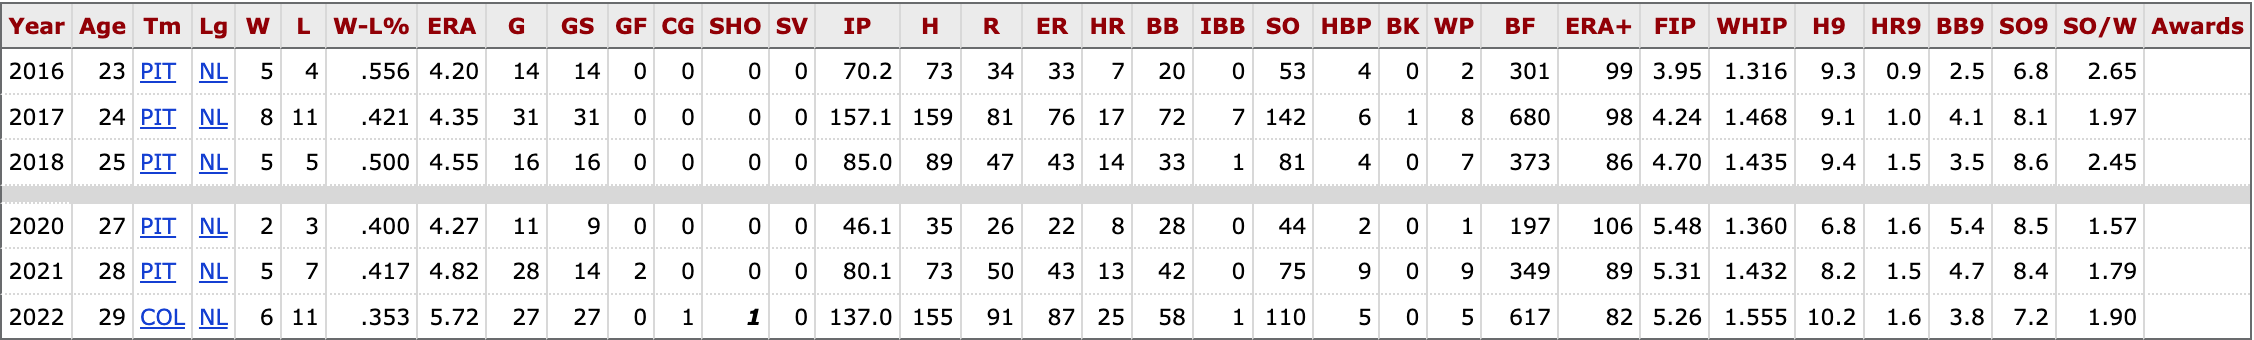 Year Age Tm Lg W L W-L% ERA G GS GF CG SHO SV IP H R ER HR BB IBB SO HBP BK WP BF ERA+ FIP WHIP H9 HR9 BB9 SO9 SO/W Awards
2016 23 PIT NL 5 4 .556 4.20 14 14 0 0 0 0 70.2 73 34 33 7 20 0 53 4 0 2 301 99 3.95 1.316 9.3 0.9 2.5 6.8 2.65
2017 24 PIT NL 8 11 .421 4.35 31 31 0 0 0 0 157.1 159 81 76 17 72 7 142 6 1 8 680 98 4.24 1.468 9.1 1.0 4.1 8.1 1.97
2018 25 PIT NL 5 5 .500 4.55 16 16 0 0 0 0 85.0 89 47 43 14 33 1 81 4 0 7 373 86 4.70 1.435 9.4 1.5 3.5 8.6 2.45
2020 27 PIT NL 2 3 .400 4.27 11 9 0 0 0 0 46.1 35 26 22 8 28 0 44 2 0 1 197 106 5.48 1.360 6.8 1.6 5.4 8.5 1.57
2021 28 PIT NL 5 7 .417 4.82 28 14 2 0 0 0 80.1 73 50 43 13 42 0 75 9 0 9 349 89 5.31 1.432 8.2 1.5 4.7 8.4 1.79
2022 29 COL NL 6 11 .353 5.72 27 27 0 1 1 0 137.0 155 91 87 25 58 1 110 5 0 5 617 82 5.26 1.555 10.2 1.6 3.8 7.2 1.90